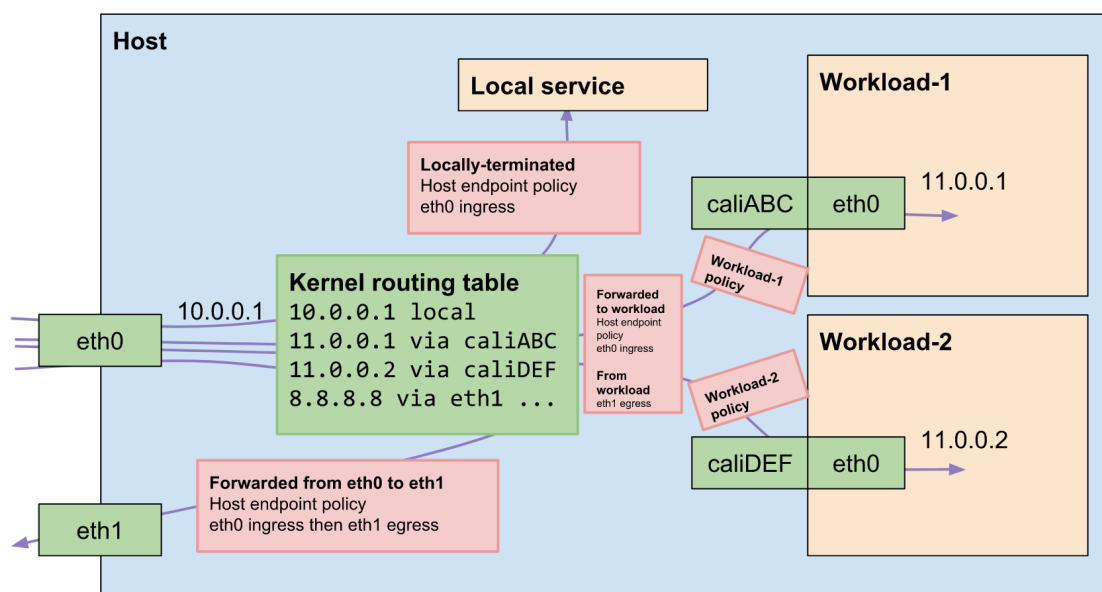 Host
Local service
Workload-1
Locally-terminated
Host endpoint policy
eth0 ingress
caliABC
eth0
11.0.0.1
Workload-1
policy
Kernel routing table
10.0.0.1 local
11.0.0.1 via caliABC
11.0.0.2 via caliDEF
8.8.8.8 via eth1 ...
10.0.0.1
eth0
Forwarded
to workload
Host endpoint
policy
eth0 ingress
From
workload
eth1 egress
Workload-2
Workload-2
policy
caliDEF
eth0
11.0.0.2
Forwarded from eth0 to eth1
Host endpoint policy
eth0 ingress then eth1 egress
eth1